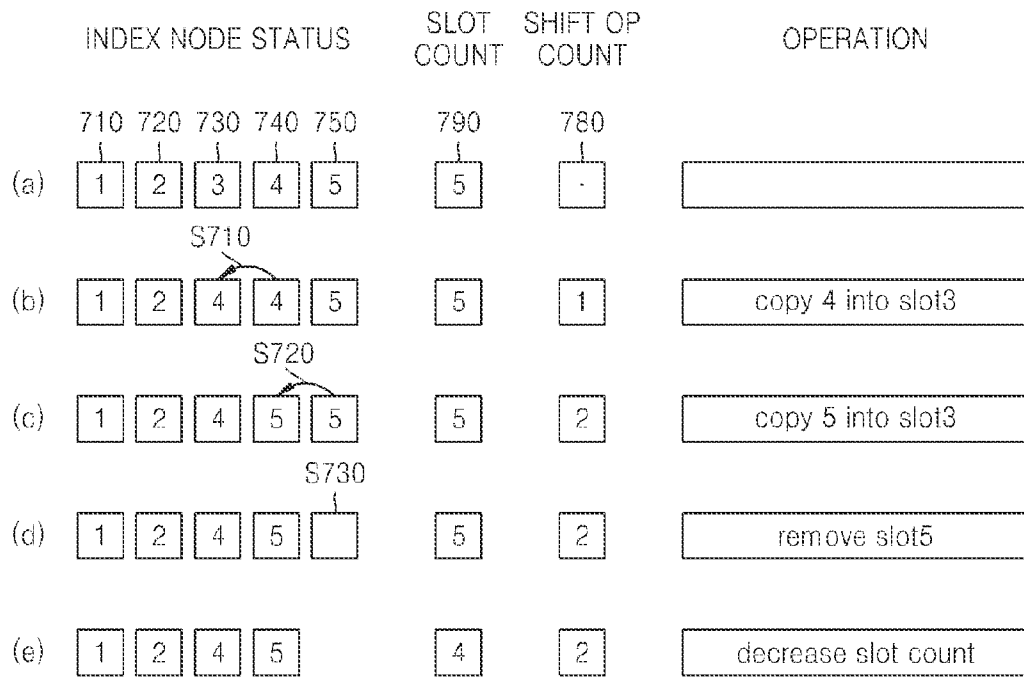 INDEX NODE STATUS SLOT COUNT SHIFT OP COUNT OPERATION
710 720 730 740 750 790 780
(a) 1 2 3 4 5 5 -
S710
(b) 1 2 4 4 5 5 1 copy 4 into slot3
S720
(c) 1 2 4 5 5 5 2 copy 5 into slot3
S730
(d) 1 2 4 5 5 2 remove slot5
(e) 1 2 4 5 4 2 decrease slot count